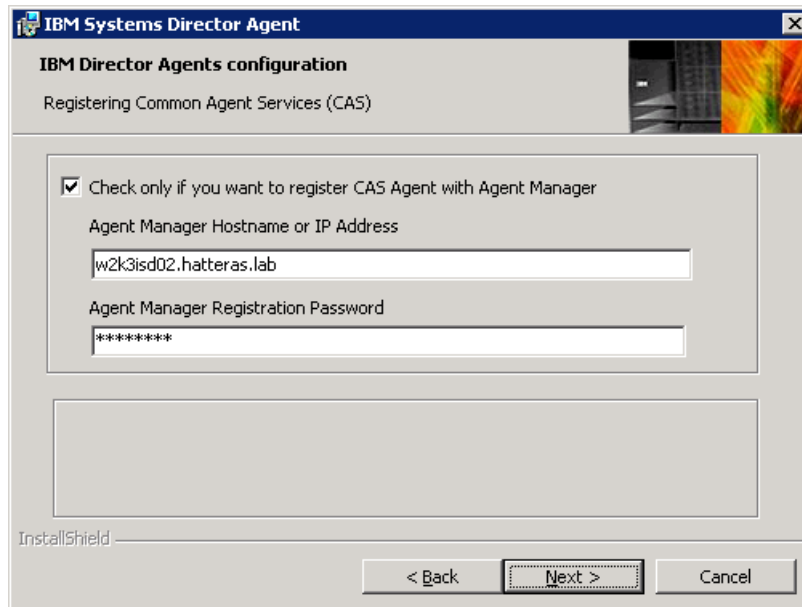 IBM Systems Director Agent
IBM Director Agents configuration
Registering Common Agent Services (CAS)
Check only if you want to register CAS Agent with Agent Manager
Agent Manager Hostname or IP Address
w2k3isd02.hatteras.lab
Agent Manager Registration Password
********
InstallShield
< Back Next > Cancel